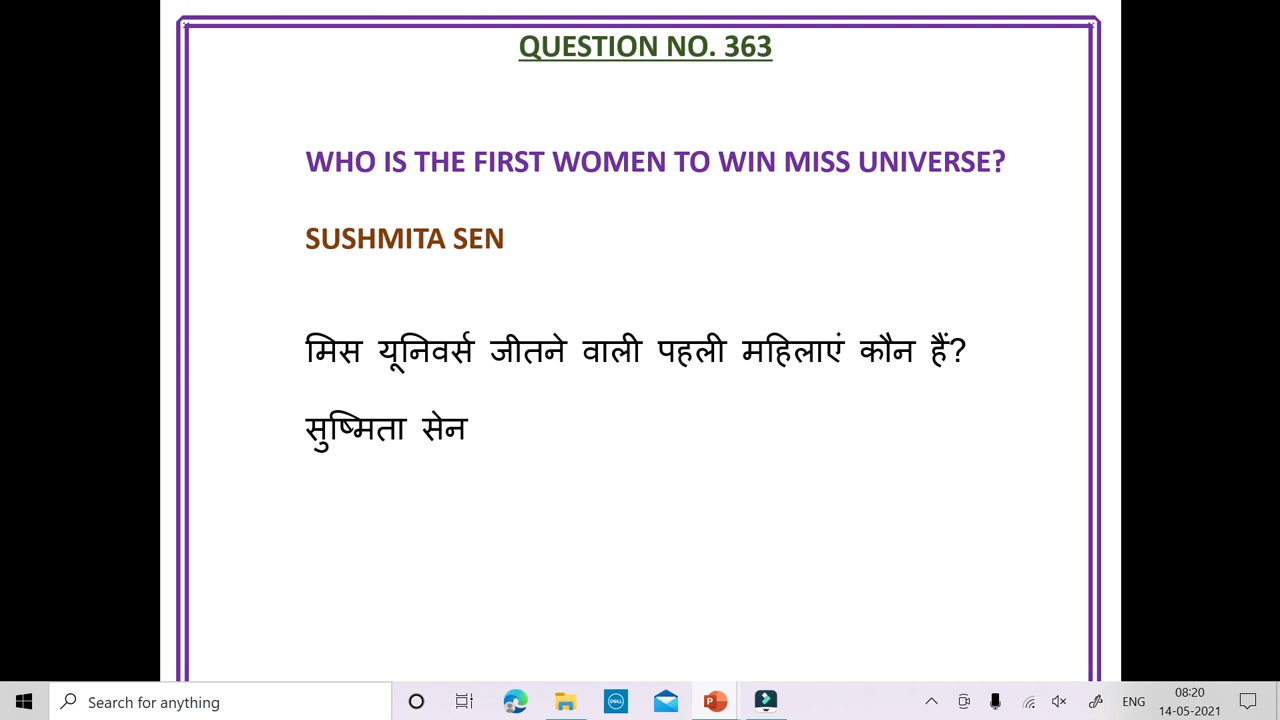 QUESTION NO. 363
WHO IS THE FIRST WOMEN TO WIN MISS UNIVERSE?
SUSHMITA SEN
मिस यूनिवर्स जीतने वाली पहली महिलाएं कौन हैं?
सुष्मिता सेन
Search for anything
DELL
P
ENG
08:20
14-05-2021